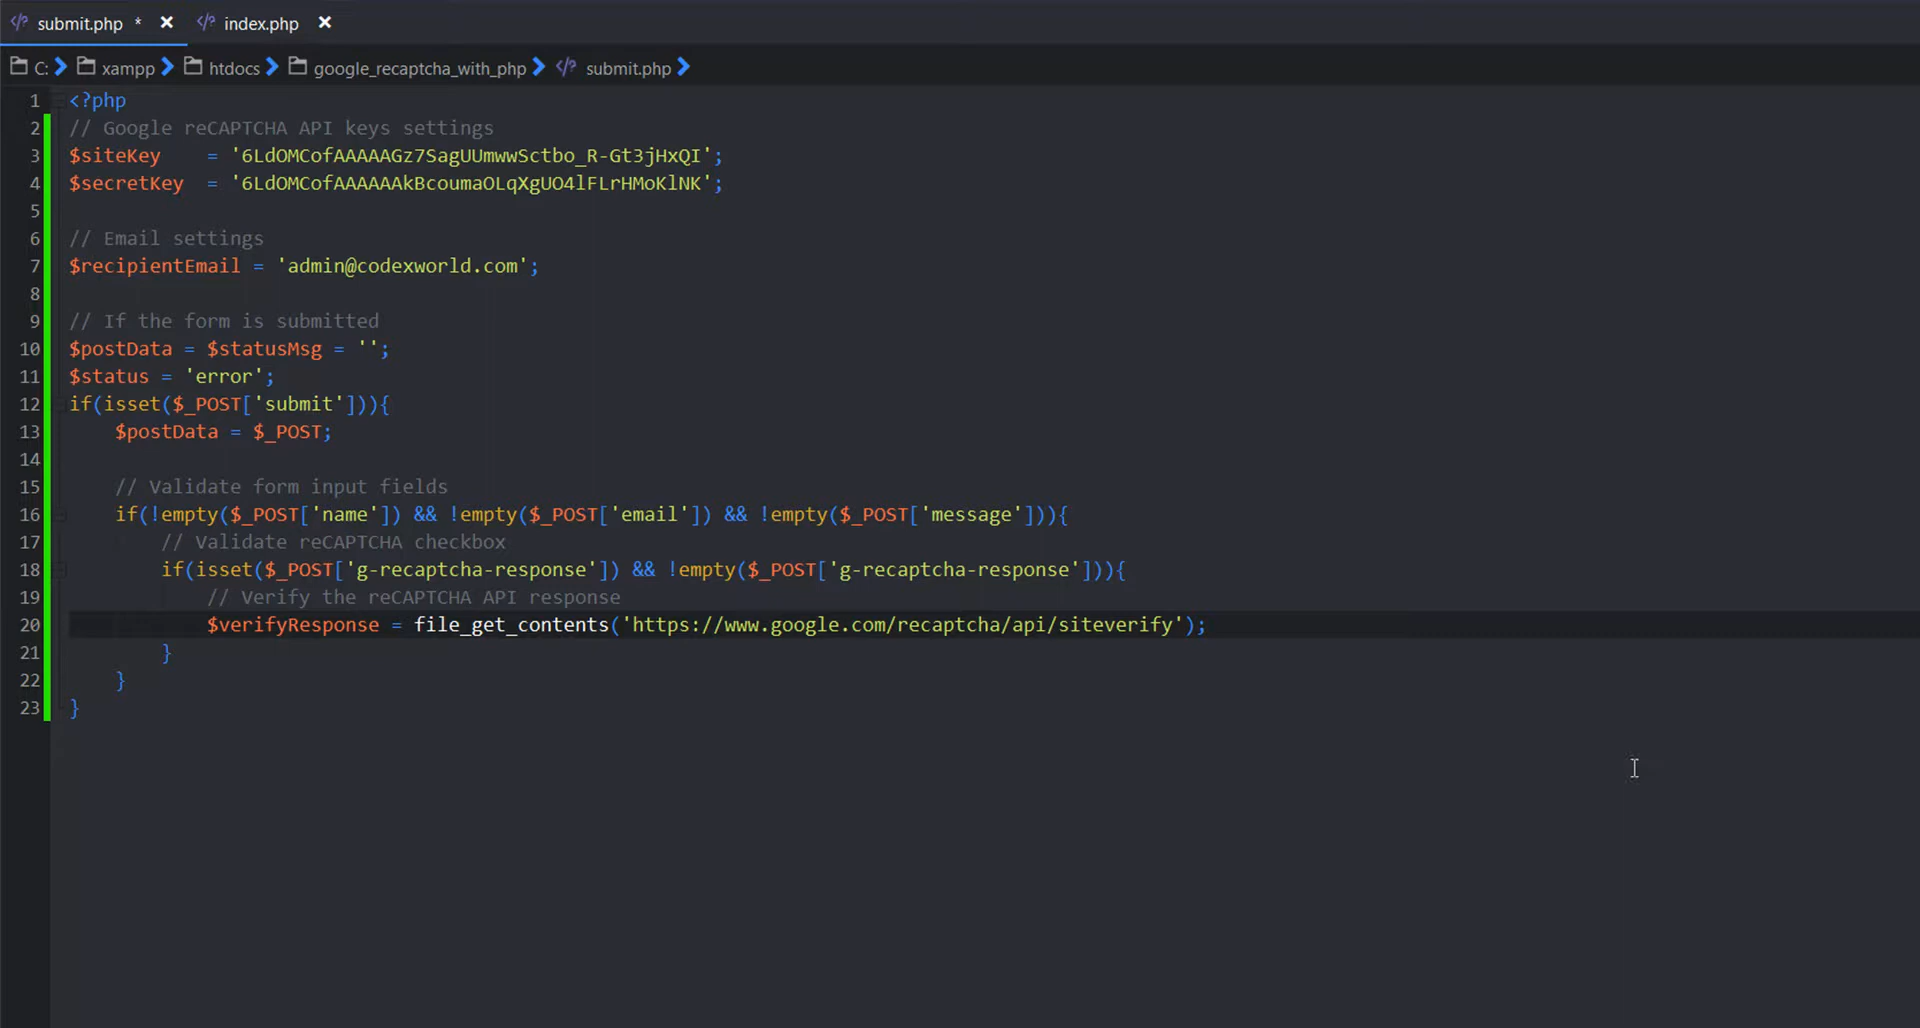 submit.php * × index.php ×
C: xampp htdocs google_recaptcha_with_php submit.php
1 <?php
2 // Google reCAPTCHA API keys settings
3 $siteKey    = '6LdOMCofAAAAAGz7SagUUmwwSctbo_R-Gt3jHxQI';
4 $secretKey  = '6LdOMCofAAAAAAkBcoumaOLqXgUO4lFLrHMoKlNK';
5
6 // Email settings
7 $recipientEmail = 'admin@codexworld.com';
8
9 // If the form is submitted
10 $postData = $statusMsg = '';
11 $status = 'error';
12 if(isset($_POST['submit'])){
13     $postData = $_POST;
14
15     // Validate form input fields
16     if(!empty($_POST['name']) && !empty($_POST['email']) && !empty($_POST['message'])){
17         // Validate reCAPTCHA checkbox
18         if(isset($_POST['g-recaptcha-response']) && !empty($_POST['g-recaptcha-response'])){
19             // Verify the reCAPTCHA API response
20             $verifyResponse = file_get_contents('https://www.google.com/recaptcha/api/siteverify');
21         }
22     }
23 }